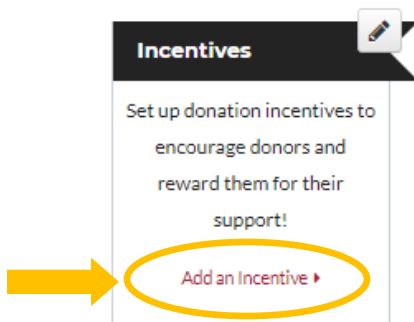 Incentives
Set up donation incentives to
encourage donors and
reward them for their
support!
Add an Incentive